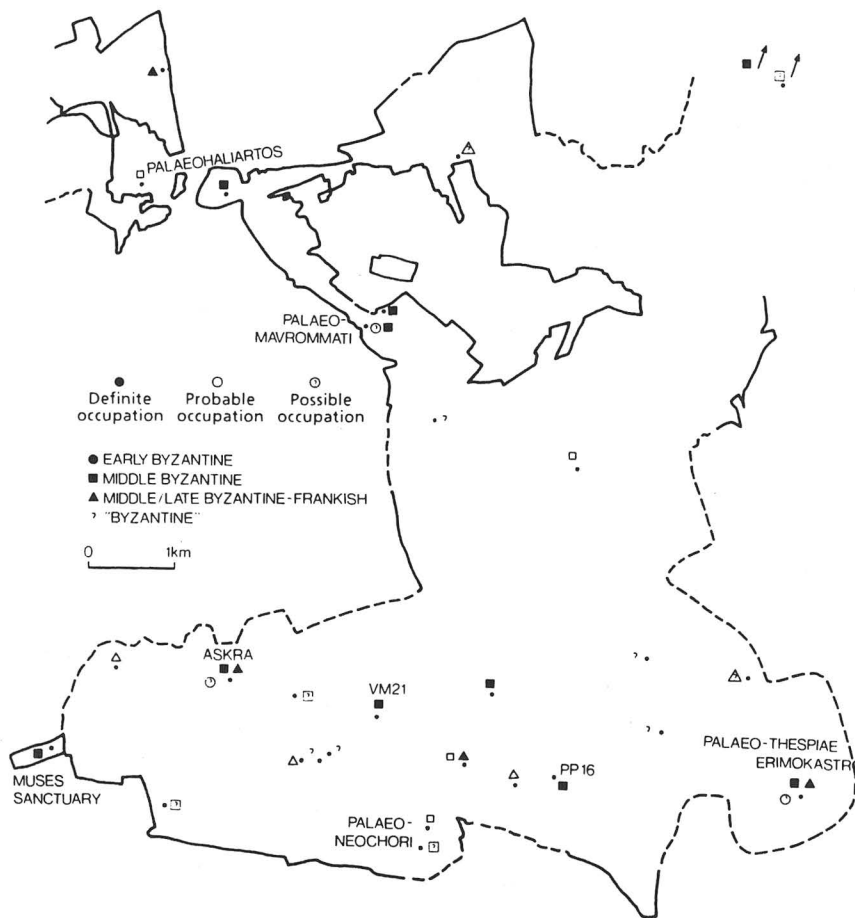 PALAEOHALIARTOS
PALAEO-
MAVROMMATI
Definite
occupation
Probable
occupation
Possible
occupation
EARLY BYZANTINE
MIDDLE BYZANTINE
MIDDLE/LATE BYZANTINE-FRANKISH
? "BYZANTINE"
0 1km
ASKRA
VM21
MUSES
SANCTUARY
PP16
PALAEO-THESPIAE
ERIMOKASTRO
PALAEO-
NEOCHORI